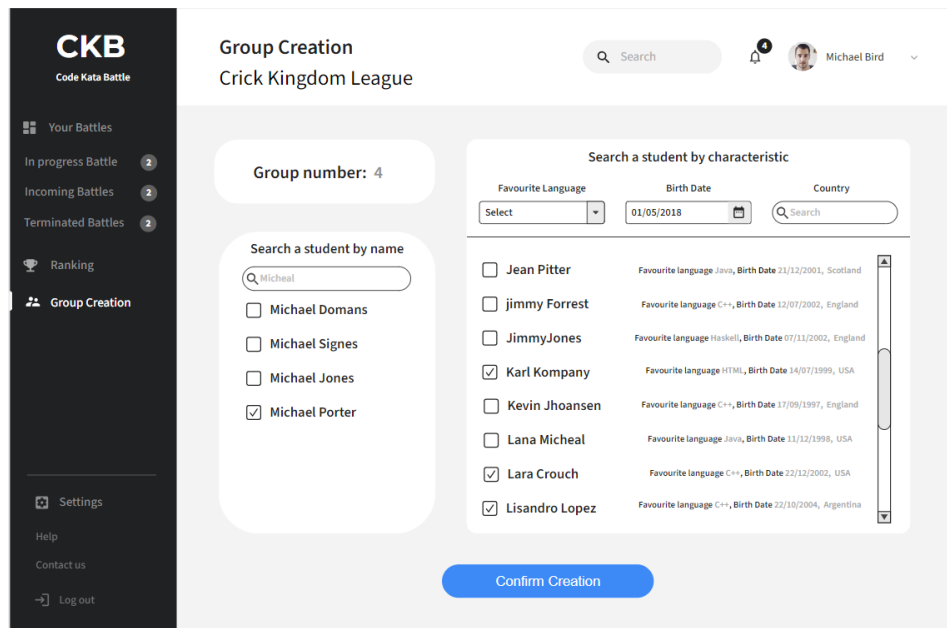 CKB
Code Kata Battle
Your Battles
In progress Battle 2
Incoming Battles 2
Terminated Battles 2
Ranking
Group Creation
Settings
Help
Contact us
Log out
Group Creation
Crick Kingdom League
Search
4
Michael Bird
Group number: 4
Search a student by name
Micheal
Michael Domans
Michael Signes
Michael Jones
Michael Porter
Search a student by characteristic
Favourite Language Birth Date Country
Select 01/05/2018 Search
Jean Pitter Favourite language Java, Birth Date 21/12/2001, Scotland
jimmy Forrest Favourite language C++, Birth Date 12/07/2002, England
JimmyJones Favourite language Haskell, Birth Date 07/11/2002, England
Karl Kompany Favourite language HTML, Birth Date 14/07/1999, USA
Kevin Jhoansen Favourite language C++, Birth Date 17/09/1997, England
Lana Micheal Favourite language Java, Birth Date 11/12/1998, USA
Lara Crouch Favourite language C++, Birth Date 22/12/2002, USA
Lisandro Lopez Favourite language C++, Birth Date 22/10/2004, Argentina
Confirm Creation